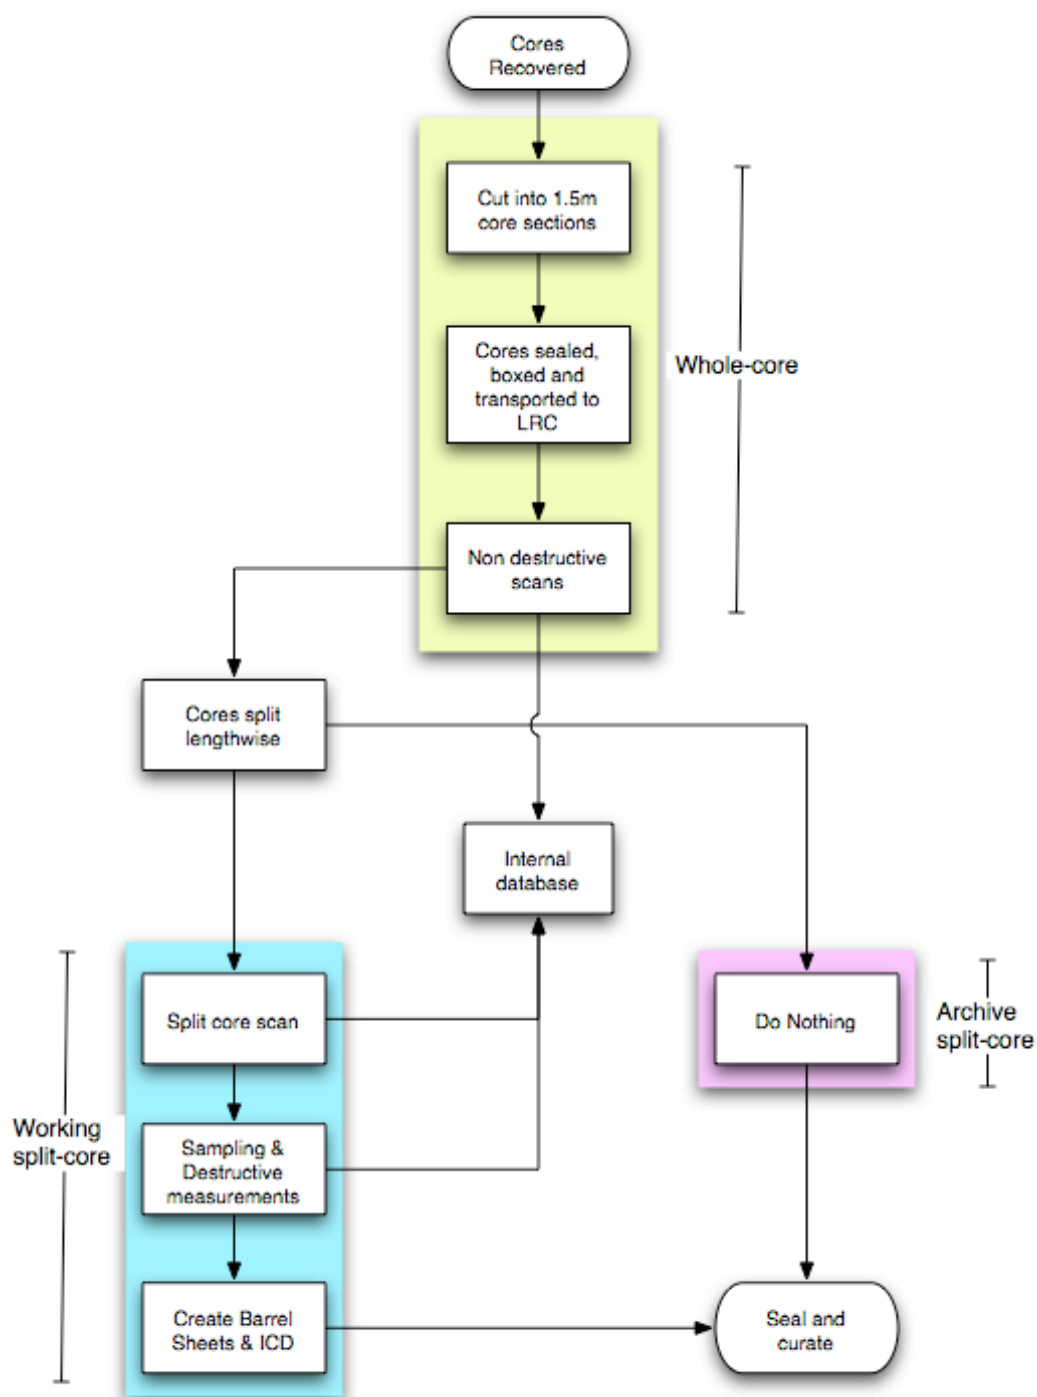 Cores
Recovered
Cut into 1.5m
core sections
Cores sealed,
boxed and
transported to
LRC
Whole-core
Non destructive
scans
Cores split
lengthwise
Internal
database
Split core scan
Do Nothing
Archive
split-core
Working
split-core
Sampling &
Destructive
measurements
Create Barrel
Sheets & ICD
Seal and
curate